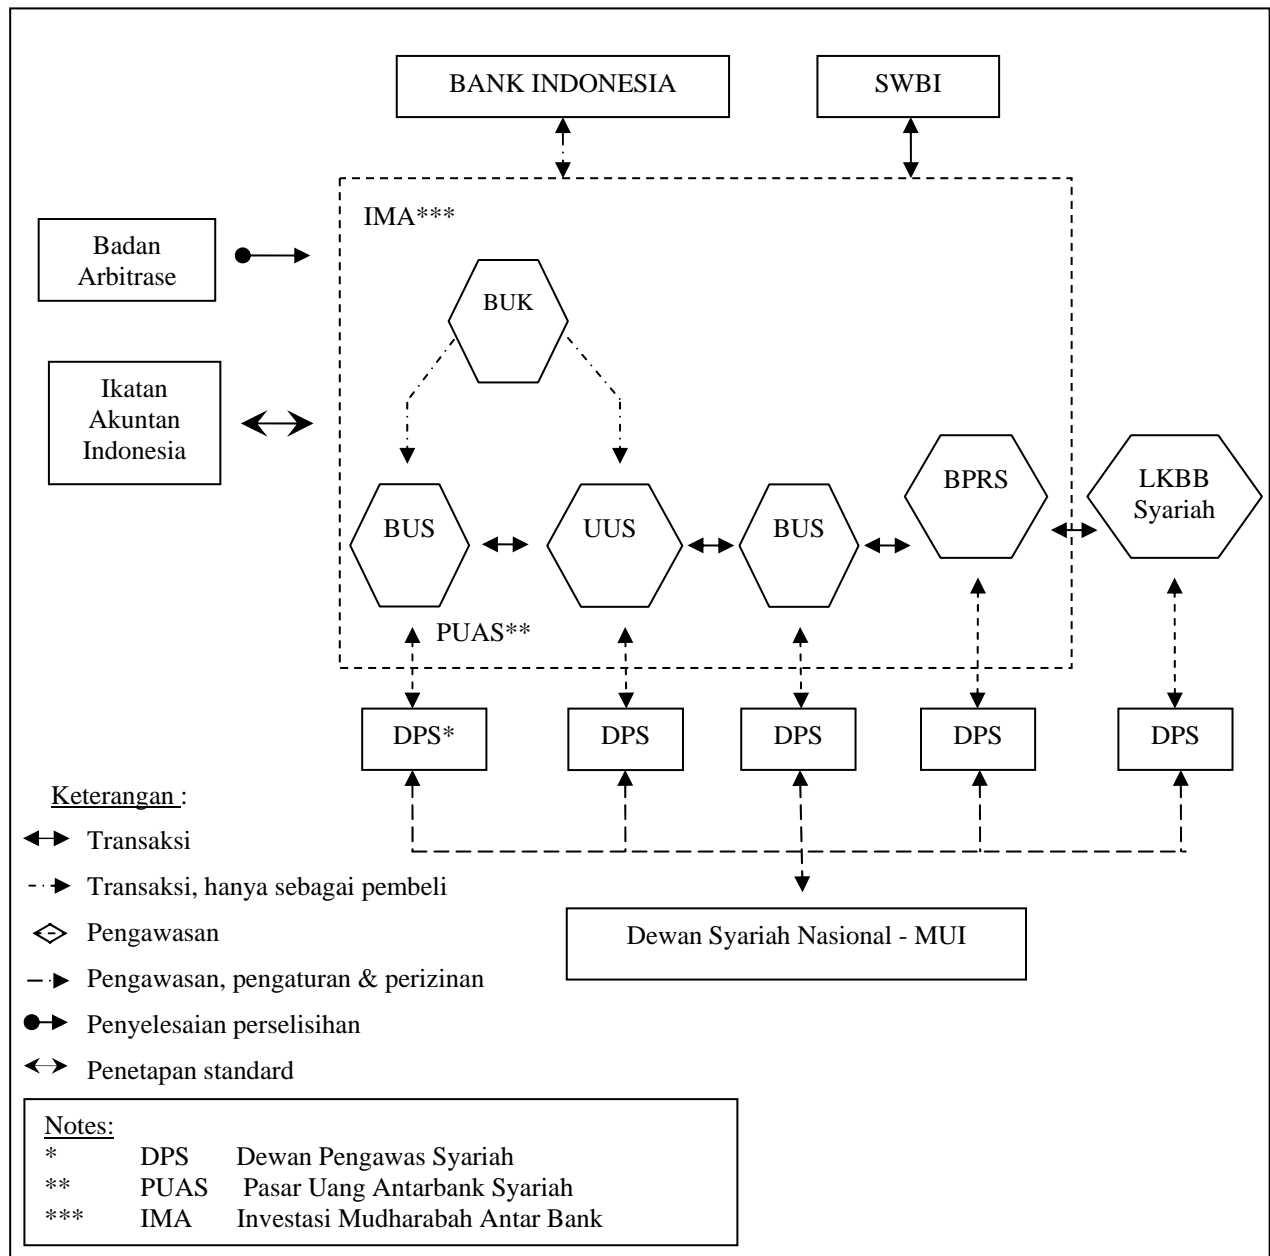 BANK INDONESIA
SWBI
IMA***
Badan
Arbitrase
BUK
Ikatan
Akuntan
Indonesia
BUS
UUS
BUS
BPRS
LKBB
Syariah
PUAS**
DPS*
DPS
DPS
DPS
DPS
Keterangan :
Transaksi
Transaksi, hanya sebagai pembeli
Pengawasan
Pengawasan, pengaturan & perizinan
Penyelesaian perselisihan
Penetapan standard
Dewan Syariah Nasional - MUI
Notes:
* DPS Dewan Pengawas Syariah
** PUAS Pasar Uang Antarbank Syariah
*** IMA Investasi Mudharabah Antar Bank